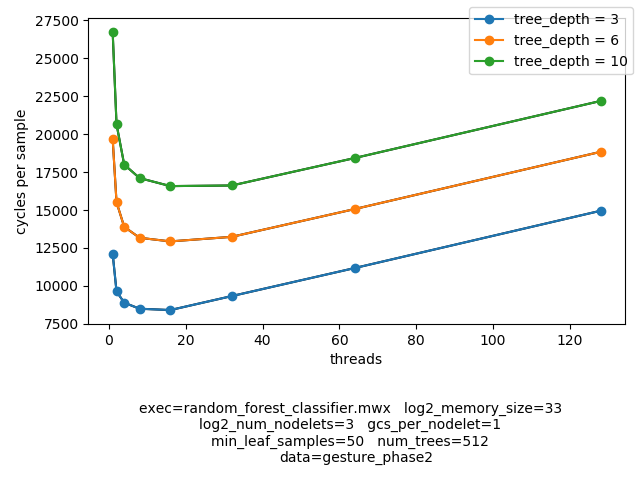 tree_depth = 3
tree_depth = 6
tree_depth = 10
27500
25000
22500
20000
17500
15000
12500
10000
7500
cycles per sample
0 20 40 60 80 100 120
threads
exec=random_forest_classifier.mwx log2_memory_size=33
log2_num_nodelets=3 gcs_per_nodelet=1
min_leaf_samples=50 num_trees=512
data=gesture_phase2